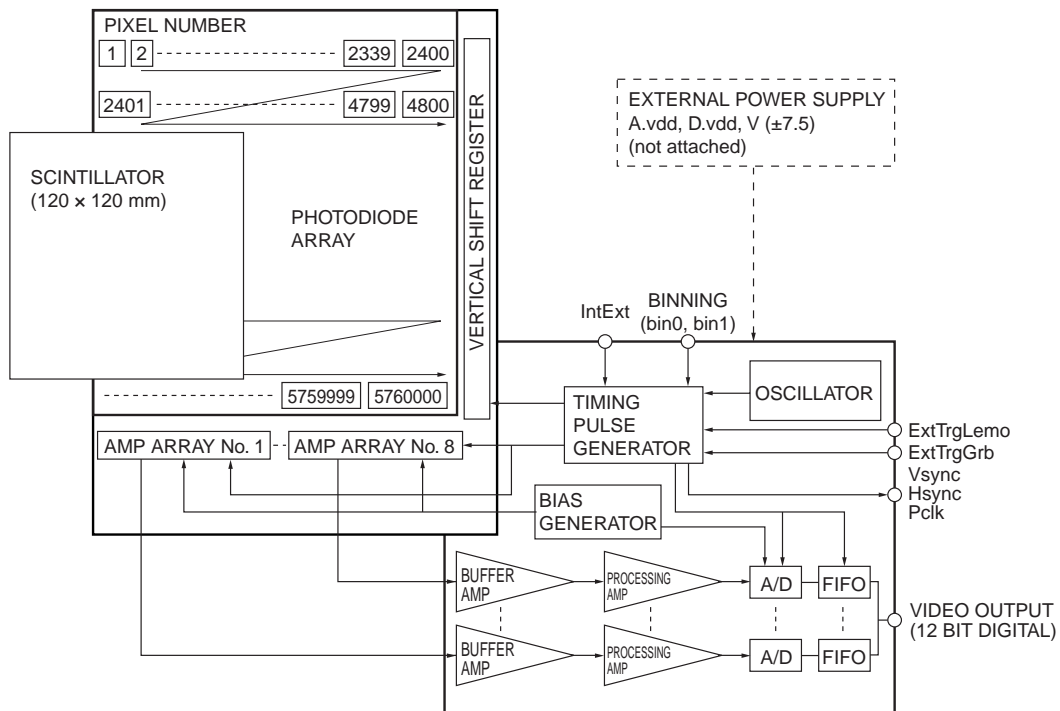 PIXEL NUMBER
1 2 2339 2400
2401 4799 4800
SCINTILLATOR
(120 × 120 mm)
PHOTODIODE
ARRAY
VERTICAL SHIFT REGISTER
5759999 5760000
AMP ARRAY No. 1 AMP ARRAY No. 8
EXTERNAL POWER SUPPLY
A.vdd, D.vdd, V (±7.5)
(not attached)
IntExt
BINNING
(bin0, bin1)
TIMING
PULSE
GENERATOR
OSCILLATOR
ExtTrgLemo
ExtTrgGrb
Vsync
Hsync
Pclk
BIAS
GENERATOR
BUFFER
AMP
PROCESSING
AMP
A/D
FIFO
VIDEO OUTPUT
(12 BIT DIGITAL)
BUFFER
AMP
PROCESSING
AMP
A/D
FIFO